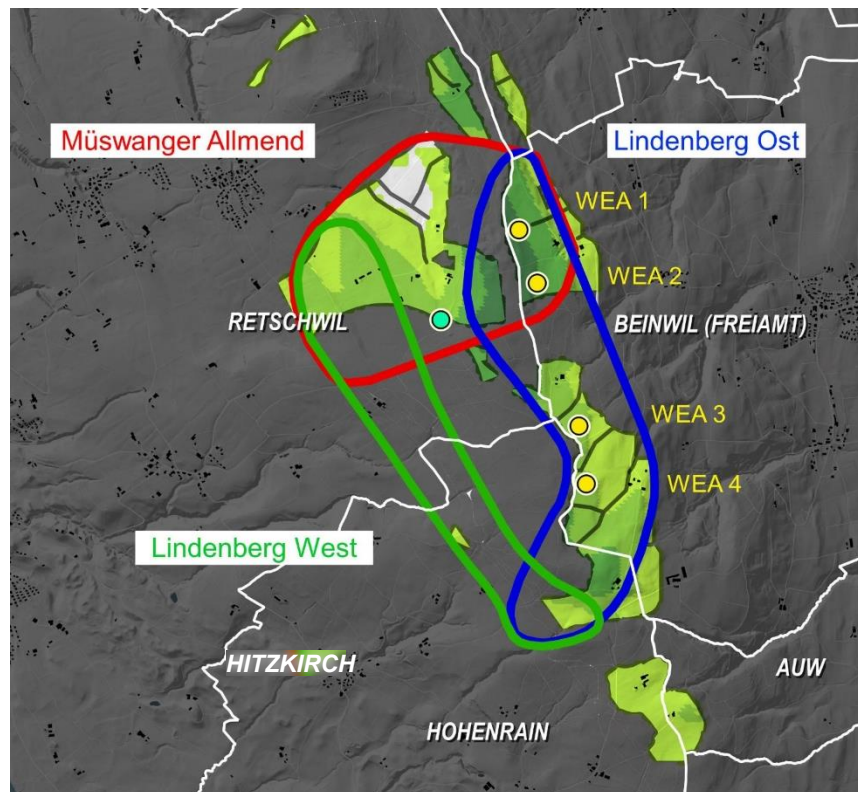 Müswanger Allmend
Lindenberg Ost
WEA 1
WEA 2
RETSCHWIL
BEINWIL (FREIAMT)
WEA 3
WEA 4
Lindenberg West
HITZKIRCH
AUW
HOHENRAIN